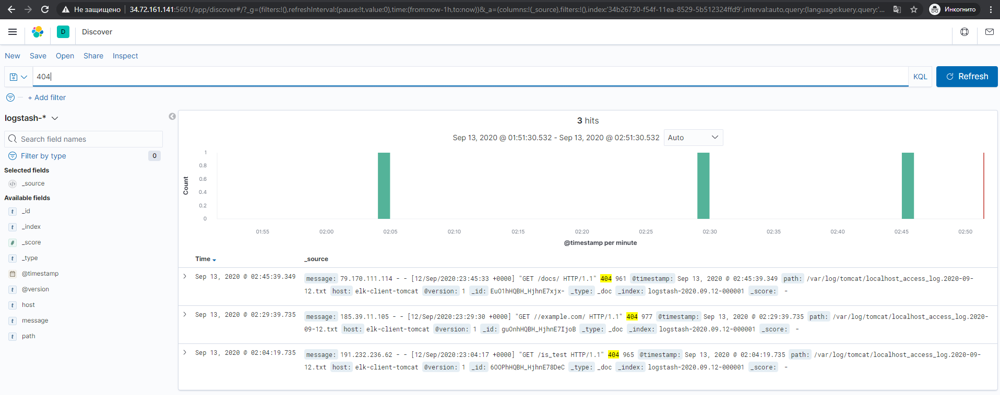 Не защищено 34.72.161.141:5601/app/discover#/?_g=(filters:!(),refreshInterval:(pause:!t,value:0),time:(from:now-1h,to:now))&_a=(columns:!(_source),filters:!(),index:'34b26730-f54f-11ea-8529-5b512324ffd9',interval:auto,query:(language:kuery,query:'... Инкогнито
D Discover
New Save Open Share Inspect
404 KQL Refresh
+ Add filter
logstash-*
Search field names
Filter by type 0
Selected fields
_source
Available fields
_id
_index
_score
_type
@timestamp
@version
host
message
path
3 hits
Sep 13, 2020 @ 01:51:30.532 - Sep 13, 2020 @ 02:51:30.532 Auto
Count
1
0.8
0.6
0.4
0.2
0
01:55 02:00 02:05 02:10 02:15 02:20 02:25 02:30 02:35 02:40 02:45 02:50
@timestamp per minute
Time _source
Sep 13, 2020 @ 02:45:39.349 message: 79.170.111.114 - - [12/Sep/2020:23:45:33 +0000] "GET /docs/ HTTP/1.1" 404 961 @timestamp: Sep 13, 2020 @ 02:45:39.349 path: /var/log/tomcat/localhost_access_log.2020-09-
12.txt host: elk-client-tomcat @version: 1 _id: EuO1hHQBH_HjhnE7xjx- _type: _doc _index: logstash-2020.09.12-000001 _score: -
Sep 13, 2020 @ 02:29:39.735 message: 185.39.11.105 - - [12/Sep/2020:23:29:30 +0000] "GET //example.com/ HTTP/1.1" 404 977 @timestamp: Sep 13, 2020 @ 02:29:39.735 path: /var/log/tomcat/localhost_access_log.2020-
09-12.txt host: elk-client-tomcat @version: 1 _id: guOnhHQBH_HjhnE7IjoB _type: _doc _index: logstash-2020.09.12-000001 _score: -
Sep 13, 2020 @ 02:04:19.735 message: 191.232.236.62 - - [12/Sep/2020:23:04:17 +0000] "GET /is_test HTTP/1.1" 404 965 @timestamp: Sep 13, 2020 @ 02:04:19.735 path: /var/log/tomcat/localhost_access_log.2020-09-
12.txt host: elk-client-tomcat @version: 1 _id: 6OOPhHQBH_HjhnE78DeC _type: _doc _index: logstash-2020.09.12-000001 _score: -